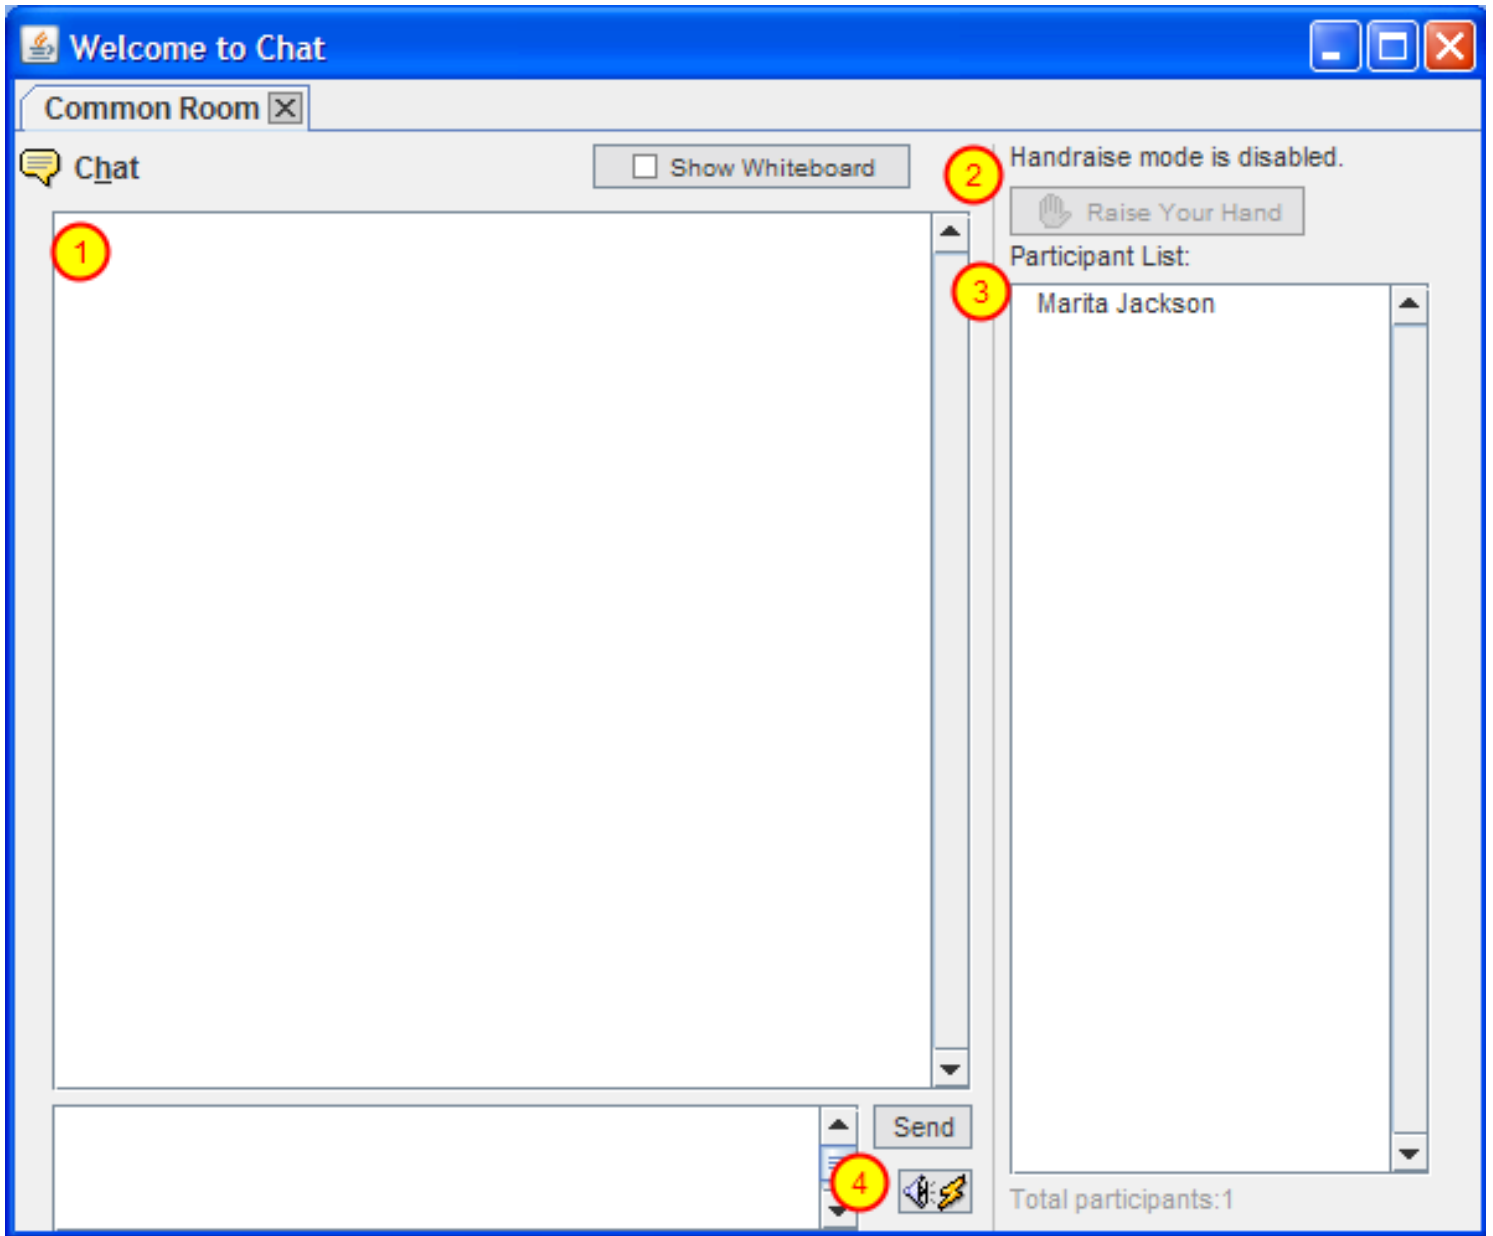 Welcome to Chat
Common Room
Chat
Show Whiteboard
1
2
Handraise mode is disabled.
Raise Your Hand
Participant List:
3
Marita Jackson
Send
4
Total participants:1